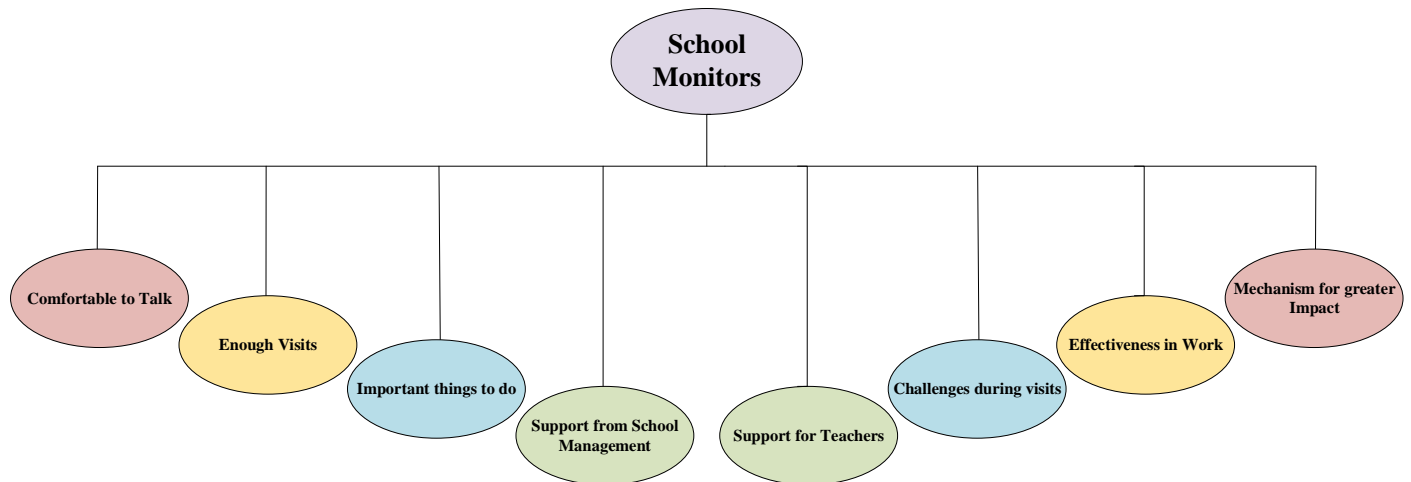 School
Monitors
Comfortable to Talk
Enough Visits
Important things to do
Support from School
Management
Support for Teachers
Challenges during visits
Effectiveness in Work
Mechanism for greater
Impact